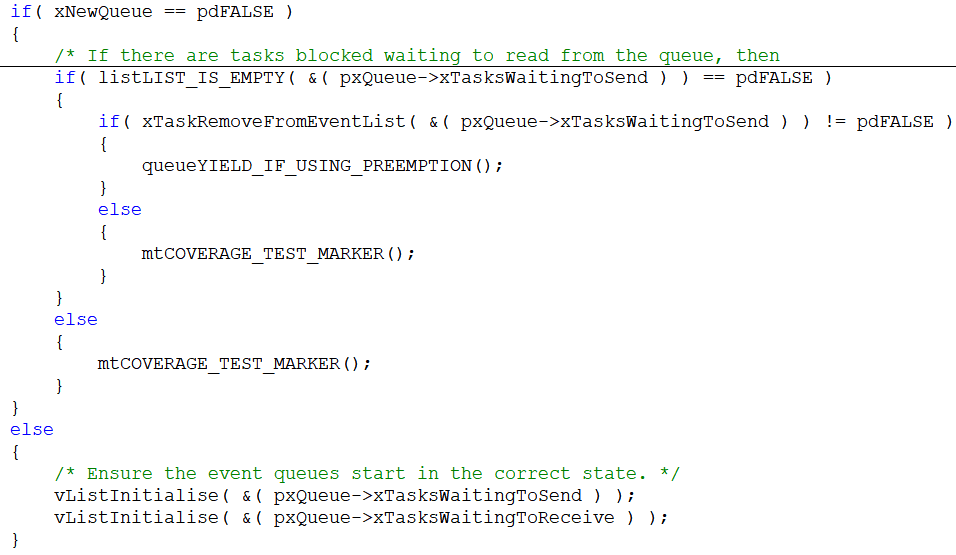 if( xNewQueue == pdFALSE )
{
    /* If there are tasks blocked waiting to read from the queue, then
    if( listLIST_IS_EMPTY( &( pxQueue->xTasksWaitingToSend ) ) == pdFALSE )
    {
        if( xTaskRemoveFromEventList( &( pxQueue->xTasksWaitingToSend ) ) != pdFALSE )
        {
            queueYIELD_IF_USING_PREEMPTION();
        }
        else
        {
            mtCOVERAGE_TEST_MARKER();
        }
    }
    else
    {
        mtCOVERAGE_TEST_MARKER();
    }
}
else
{
    /* Ensure the event queues start in the correct state. */
    vListInitialise( &( pxQueue->xTasksWaitingToSend ) );
    vListInitialise( &( pxQueue->xTasksWaitingToReceive ) );
}